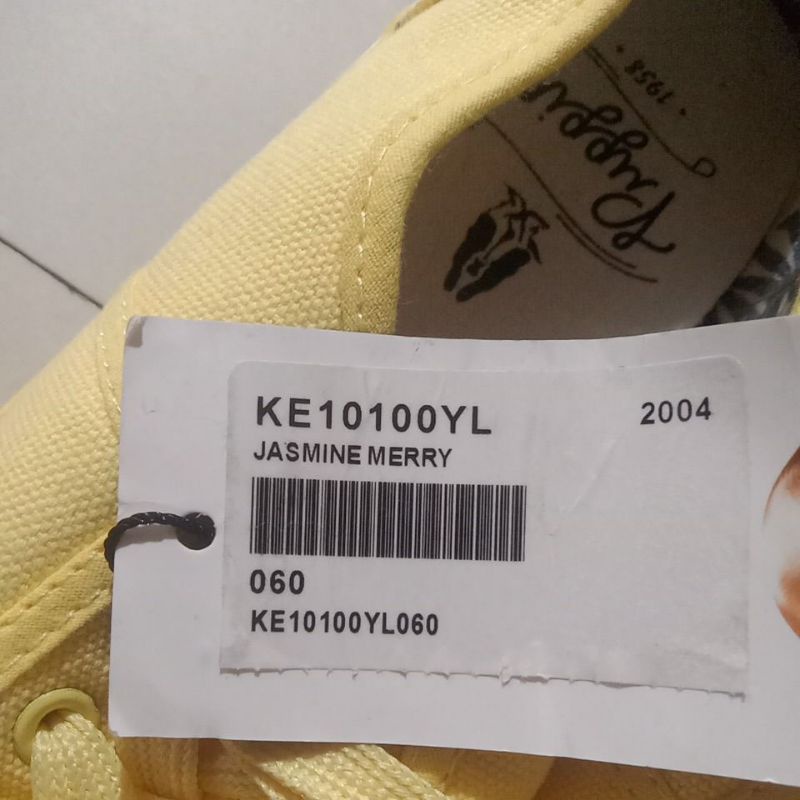 • 1958 •
KE10100YL
2004
JASMINE MERRY
060
KE10100YL060